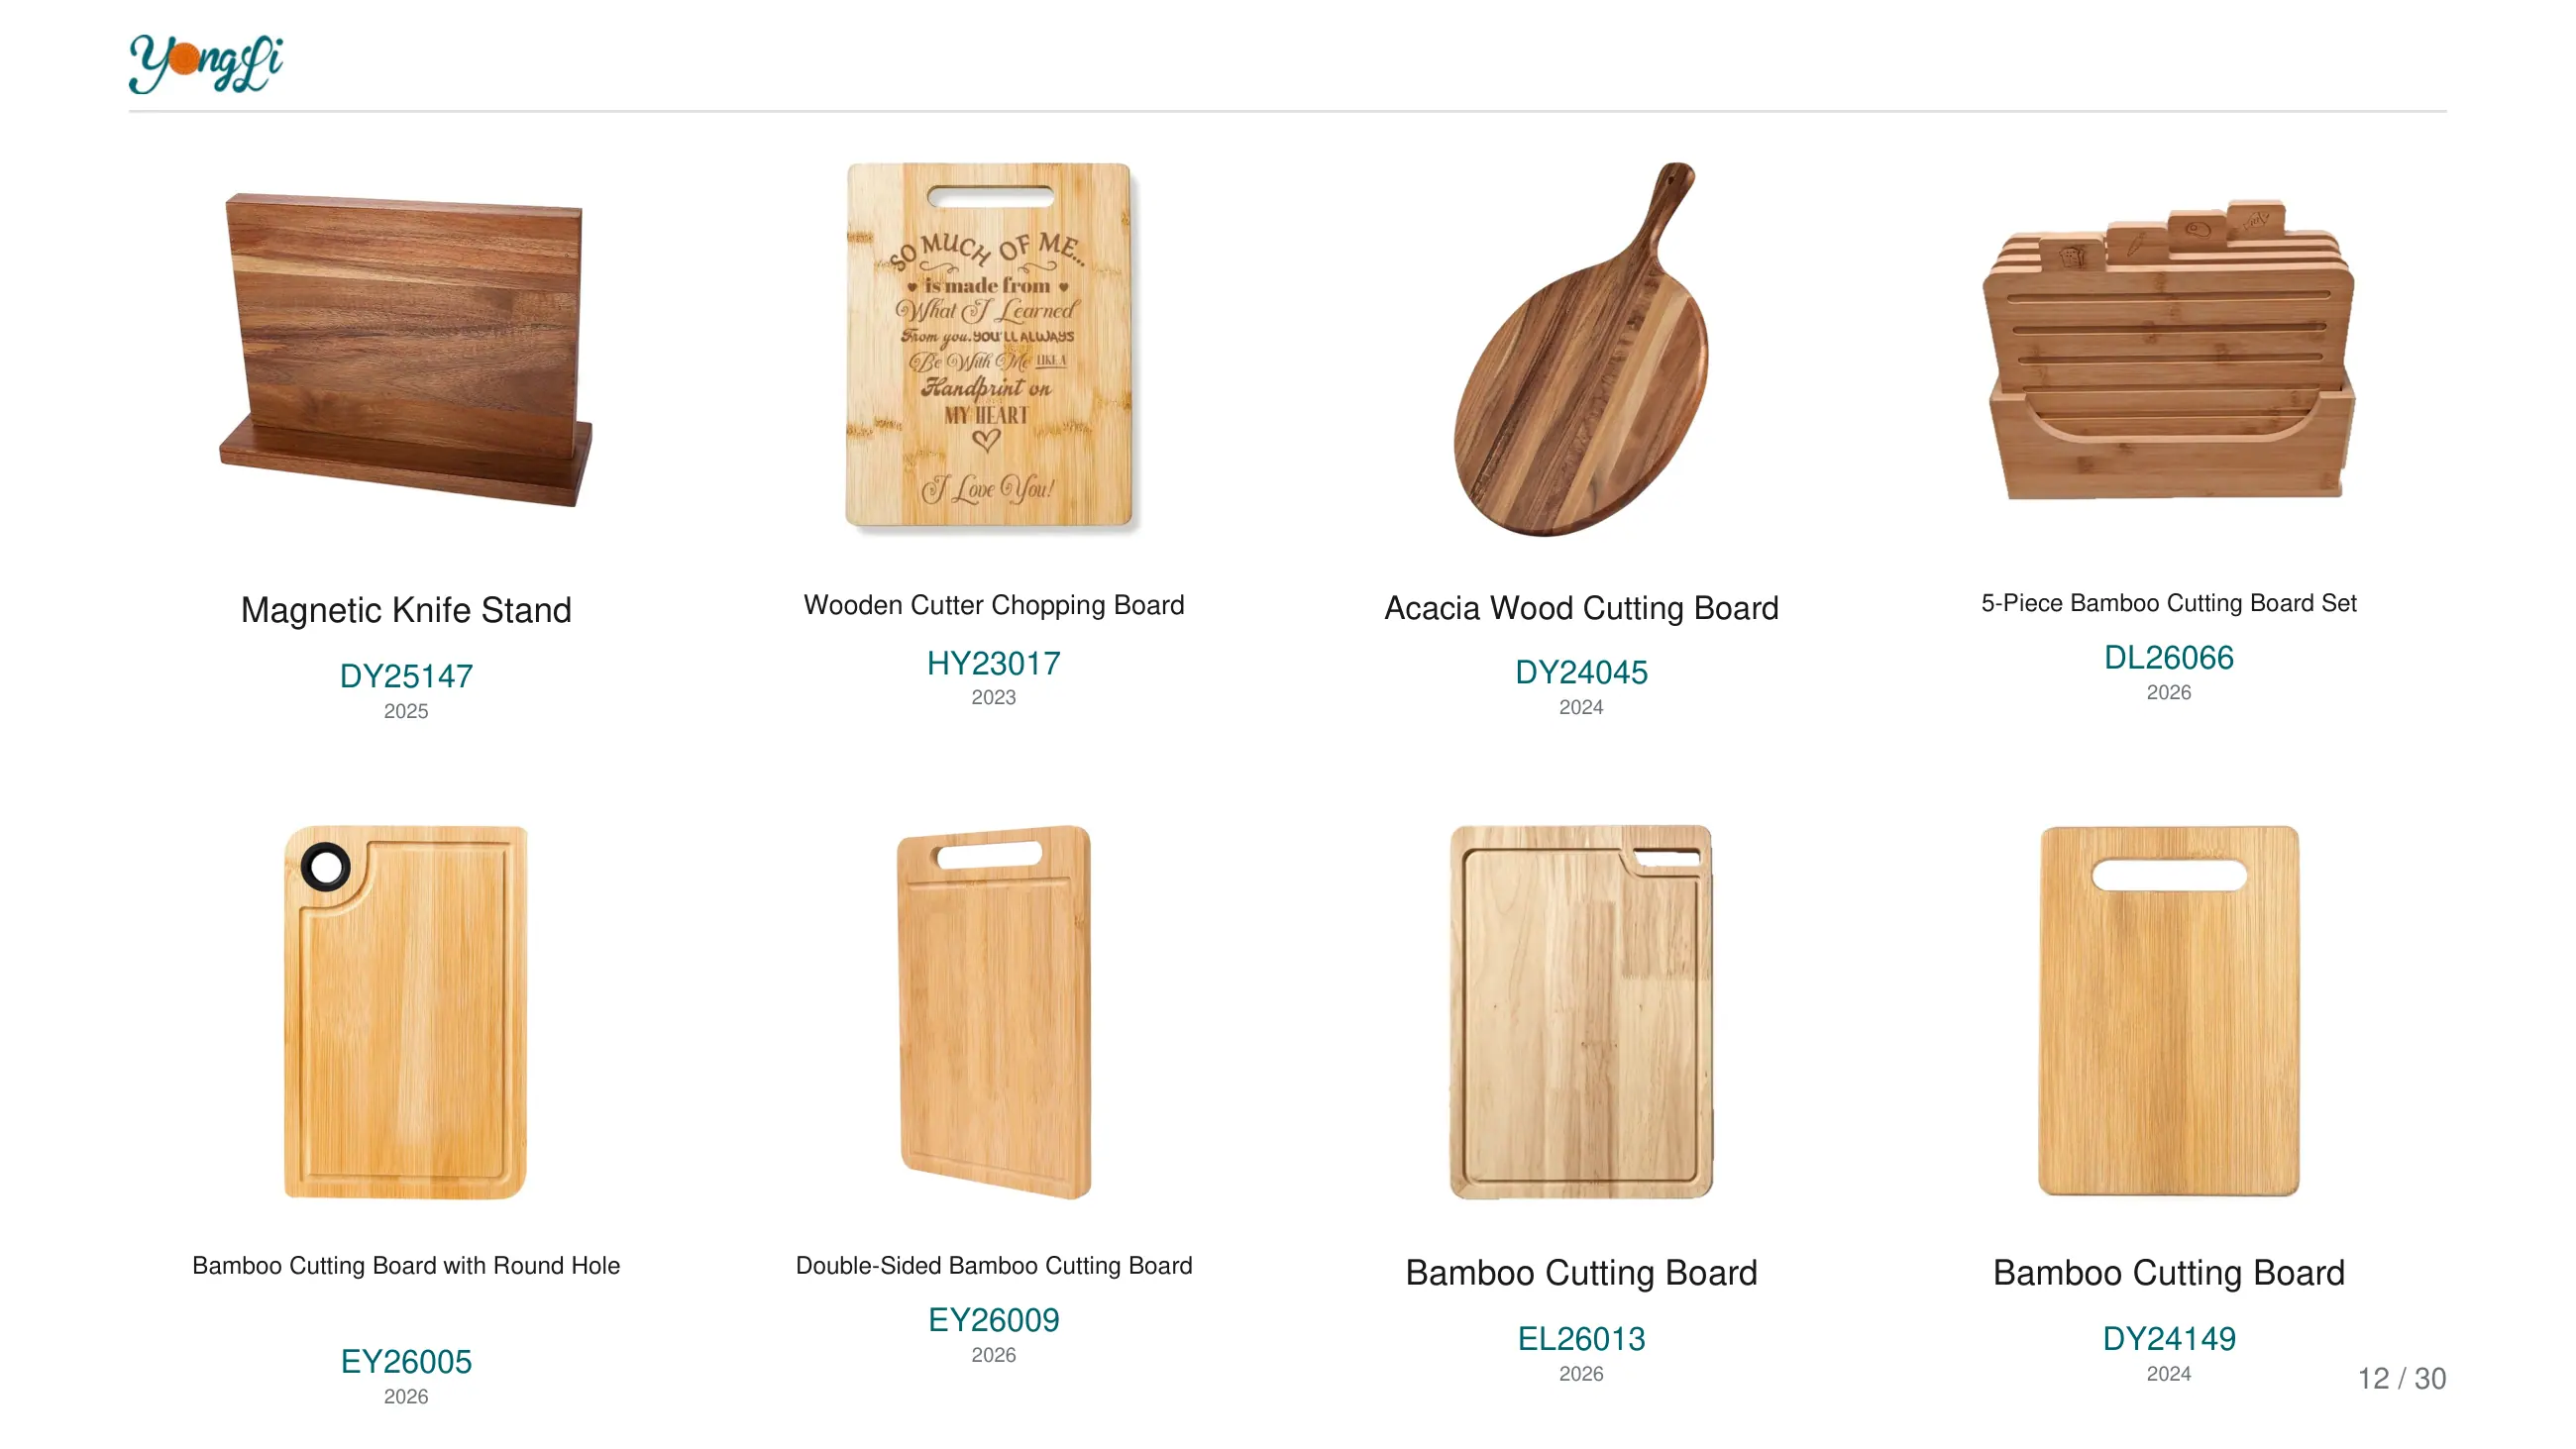 YongLi
SO MUCH OF ME...
is made from
What I Learned
From you. YOU'LL ALWAYS
Be With Me LIKE A
Handprint on
MY HEART
I Love You!
Magnetic Knife Stand
DY25147
2025
Wooden Cutter Chopping Board
HY23017
2023
Acacia Wood Cutting Board
DY24045
2024
5-Piece Bamboo Cutting Board Set
DL26066
2026
Bamboo Cutting Board with Round Hole
EY26005
2026
Double-Sided Bamboo Cutting Board
EY26009
2026
Bamboo Cutting Board
EL26013
2026
Bamboo Cutting Board
DY24149
2024
12 / 30